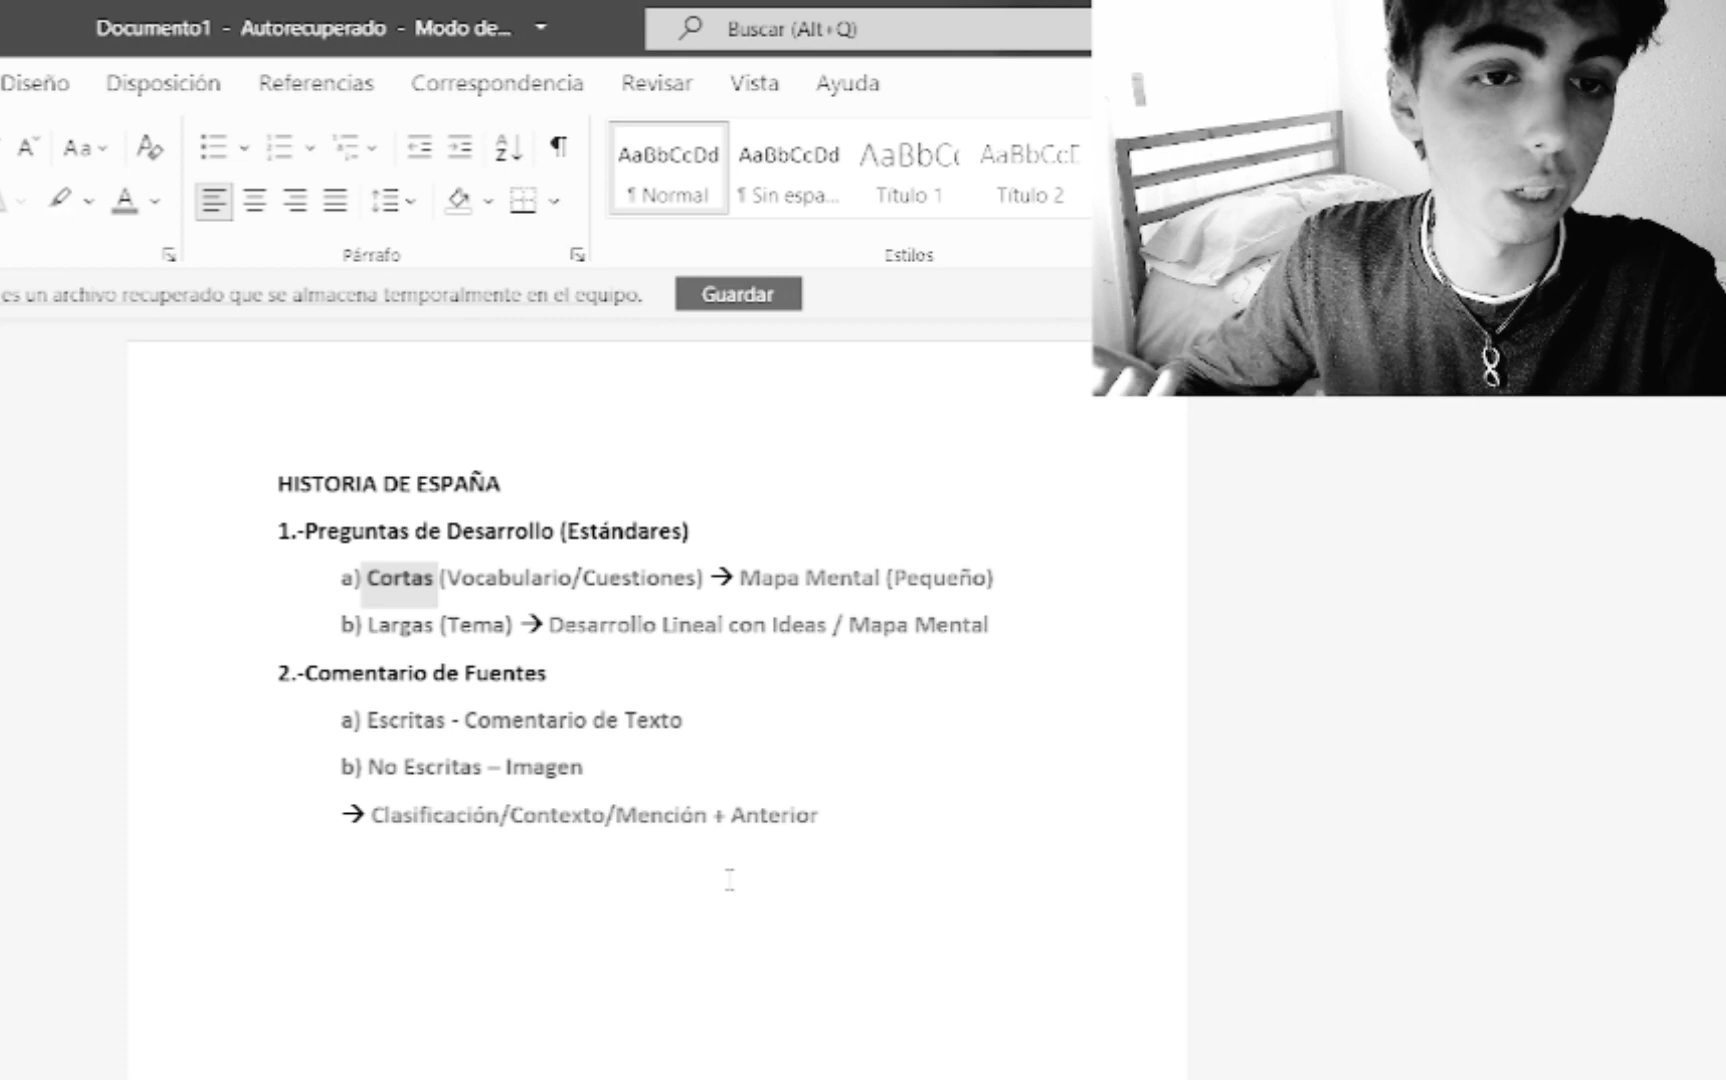 Documento1 - Autorecuperado - Modo de...
Buscar (Alt+Q)
Diseño Disposición Referencias Correspondencia Revisar Vista Ayuda
Aa
AaBbCcDd AaBbCcDd AaBbCc AaBbCcD
¶ Normal ¶ Sin espa... Título 1 Título 2
Párrafo Estilos
es un archivo recuperado que se almacena temporalmente en el equipo. Guardar
HISTORIA DE ESPAÑA
1.-Preguntas de Desarrollo (Estándares)
a) Cortas (Vocabulario/Cuestiones) → Mapa Mental (Pequeño)
b) Largas (Tema) → Desarrollo Lineal con Ideas / Mapa Mental
2.-Comentario de Fuentes
a) Escritas - Comentario de Texto
b) No Escritas – Imagen
→ Clasificación/Contexto/Mención + Anterior